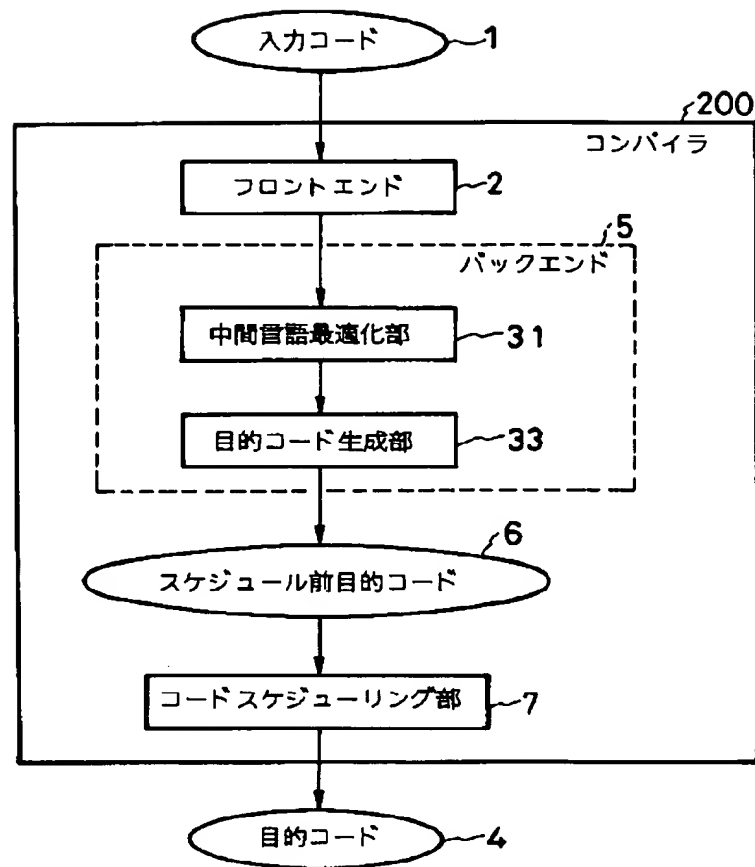 入力コード 1
200
コンパイラ
フロントエンド 2
5
バックエンド
中間言語最適化部 31
目的コード生成部 33
6
スケジュール前目的コード
コードスケジューリング部 7
目的コード 4